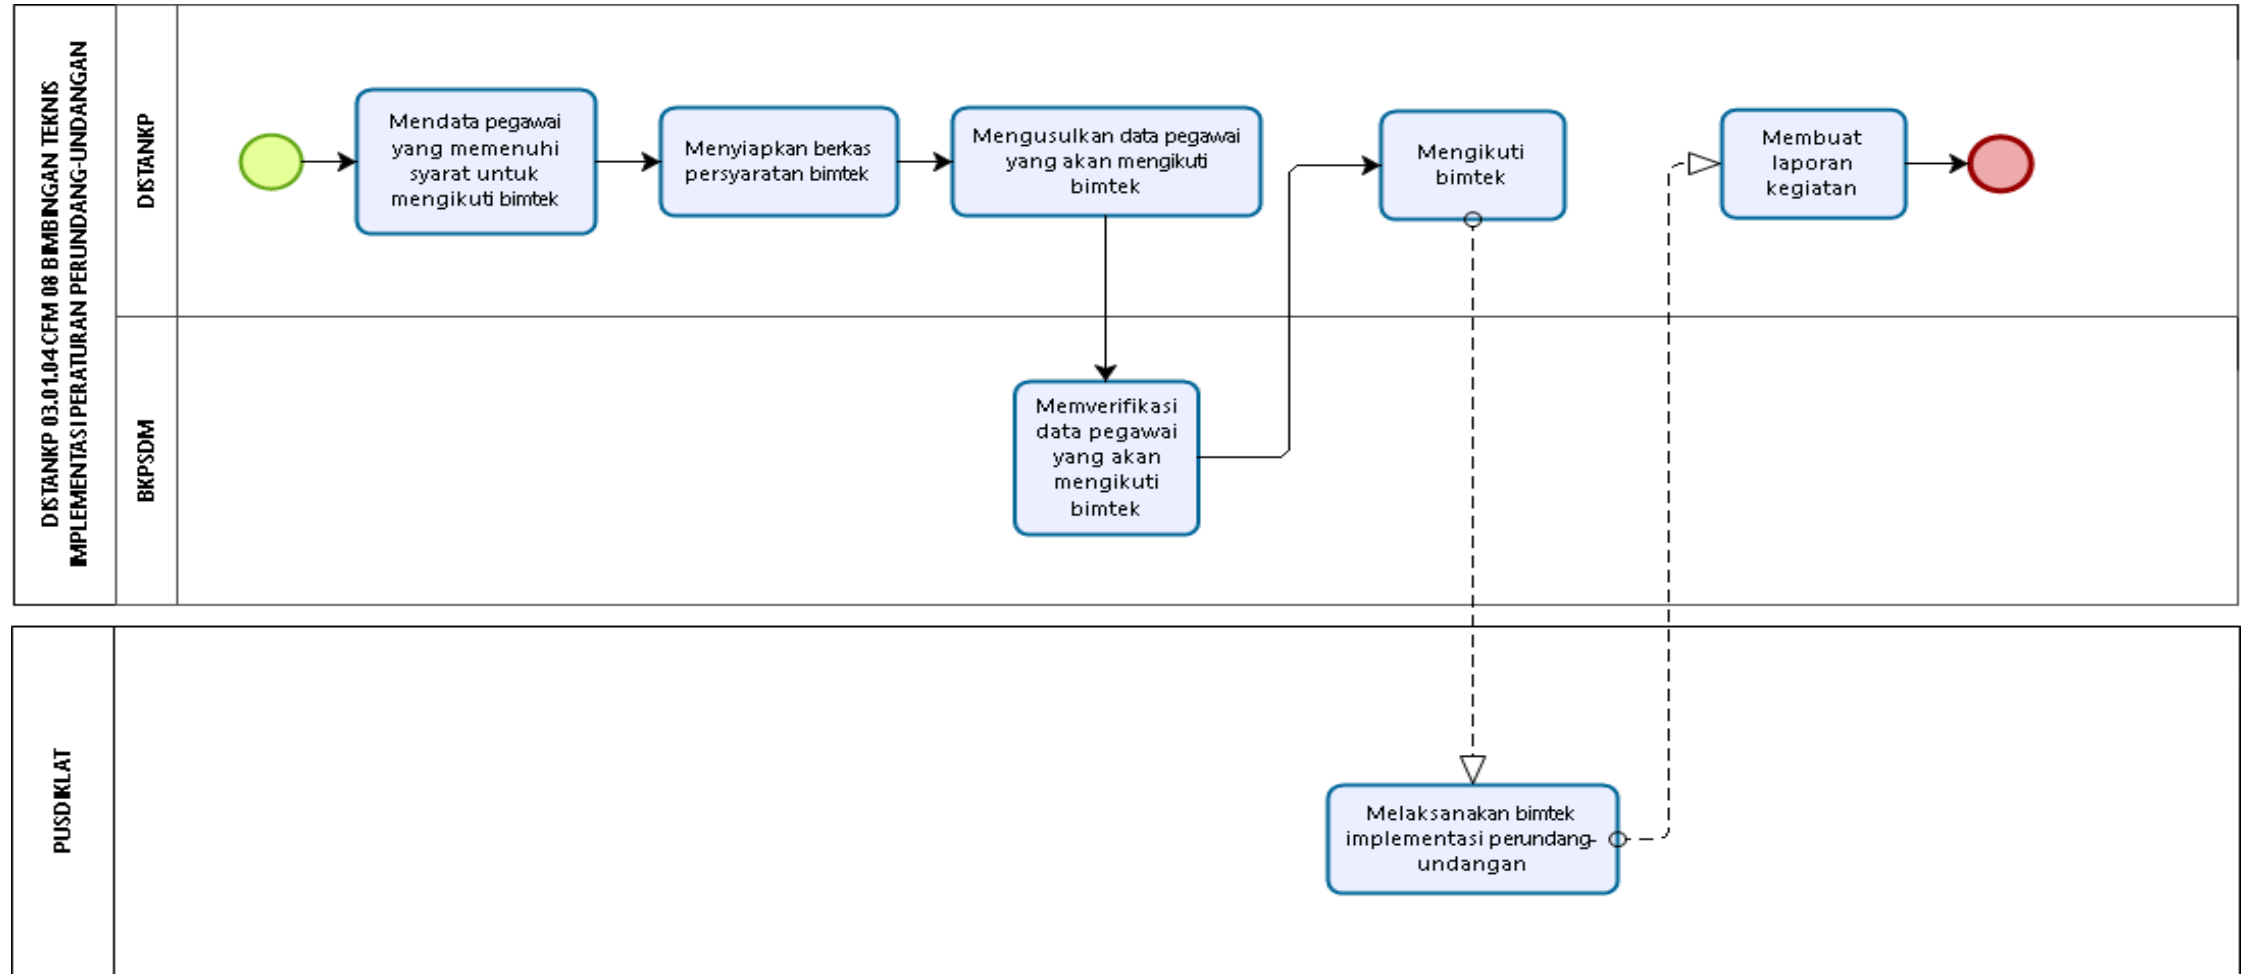 DISTANKP 03.01.04 CFM 08 BIMBINGAN TEKNIS
IMPLEMENTASI PERATURAN PERUNDANG-UNDANGAN
DISTANKP
Mendata pegawai
yang memenuhi
syarat untuk
mengikuti bimtek
Menyiapkan berkas
persyaratan bimtek
Mengusulkan data pegawai
yang akan mengikuti
bimtek
Mengikuti
bimtek
Membuat
laporan
kegiatan
BKPSDM
Memverifikasi
data pegawai
yang akan
mengikuti
bimtek
PUSDIKLAT
Melaksanakan bimtek
implementasi perundang-
undangan